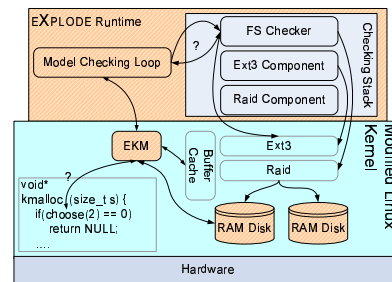 eXPLODE Runtime
Model Checking Loop
?
FS Checker
Ext3 Component
Raid Component
Checking Stack
Modified Linux
Kernel
EKM
Buffer
Cache
Ext3
Raid
?
void*
kmalloc (size_t s) {
if(choose(2) == 0)
return NULL;
....
RAM Disk
RAM Disk
Hardware